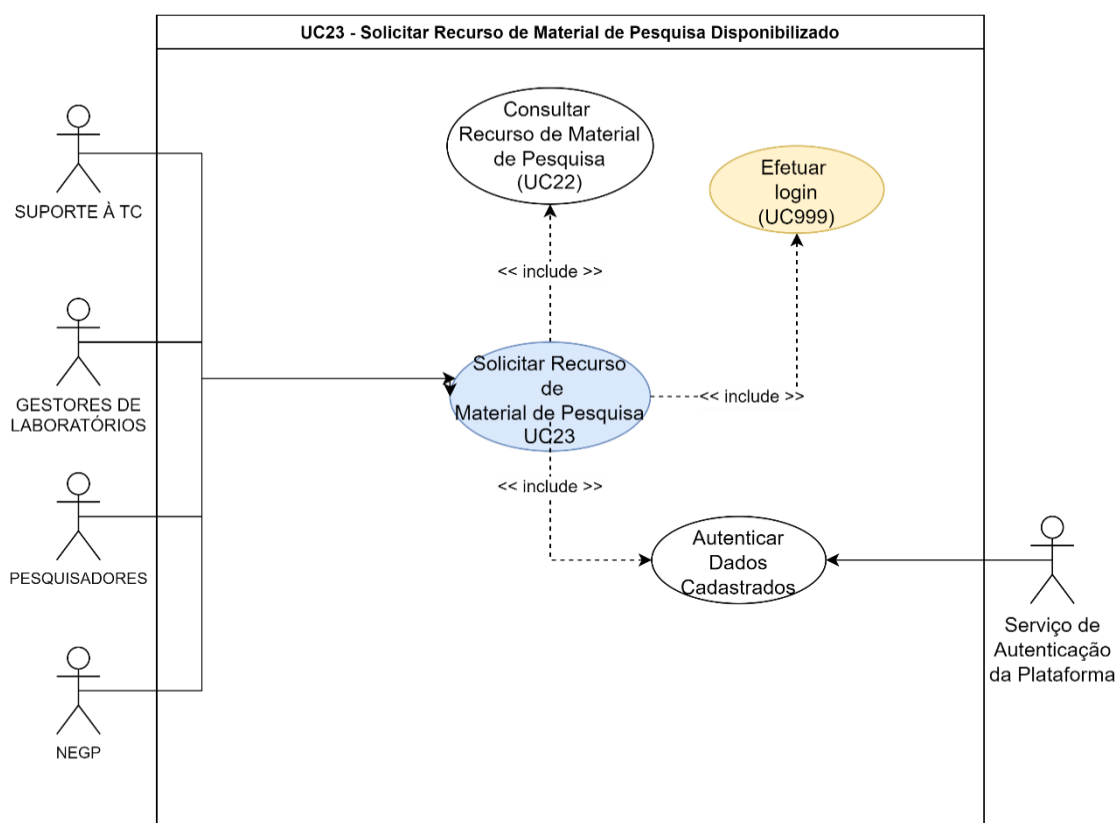 UC23 - Solicitar Recurso de Material de Pesquisa Disponibilizado
Consultar
Recurso de Material
de Pesquisa
(UC22)
Efetuar
login
(UC999)
SUPORTE À TC
<< include >>
Solicitar Recurso
de
Material de Pesquisa
UC23
<< include >>
GESTORES DE
LABORATÓRIOS
<< include >>
Autenticar
Dados
Cadastrados
PESQUISADORES
Serviço de
Autenticação
da Plataforma
NEGP